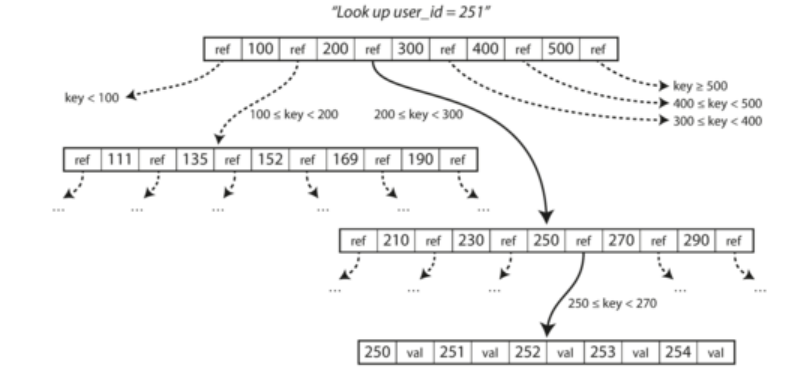 "Look up user_id = 251"
ref 100 ref 200 ref 300 ref 400 ref 500 ref
key < 100
100 ≤ key < 200
200 ≤ key < 300
key ≥ 500
400 ≤ key < 500
300 ≤ key < 400
ref 111 ref 135 ref 152 ref 169 ref 190 ref
... ... ... ... ... ...
ref 210 ref 230 ref 250 ref 270 ref 290 ref
... ... ... ... ...
250 ≤ key < 270
250 val 251 val 252 val 253 val 254 val